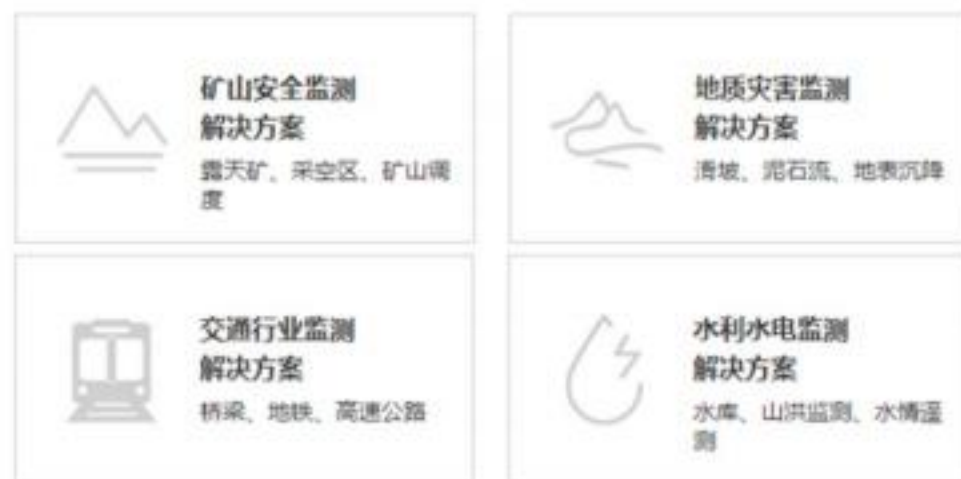 矿山安全监测
解决方案
露天矿、采空区、矿山调
度
地质灾害监测
解决方案
滑坡、泥石流、地表沉降
交通行业监测
解决方案
桥梁、地铁、高速公路
水利水电监测
解决方案
水库、山洪监测、水情遥
测